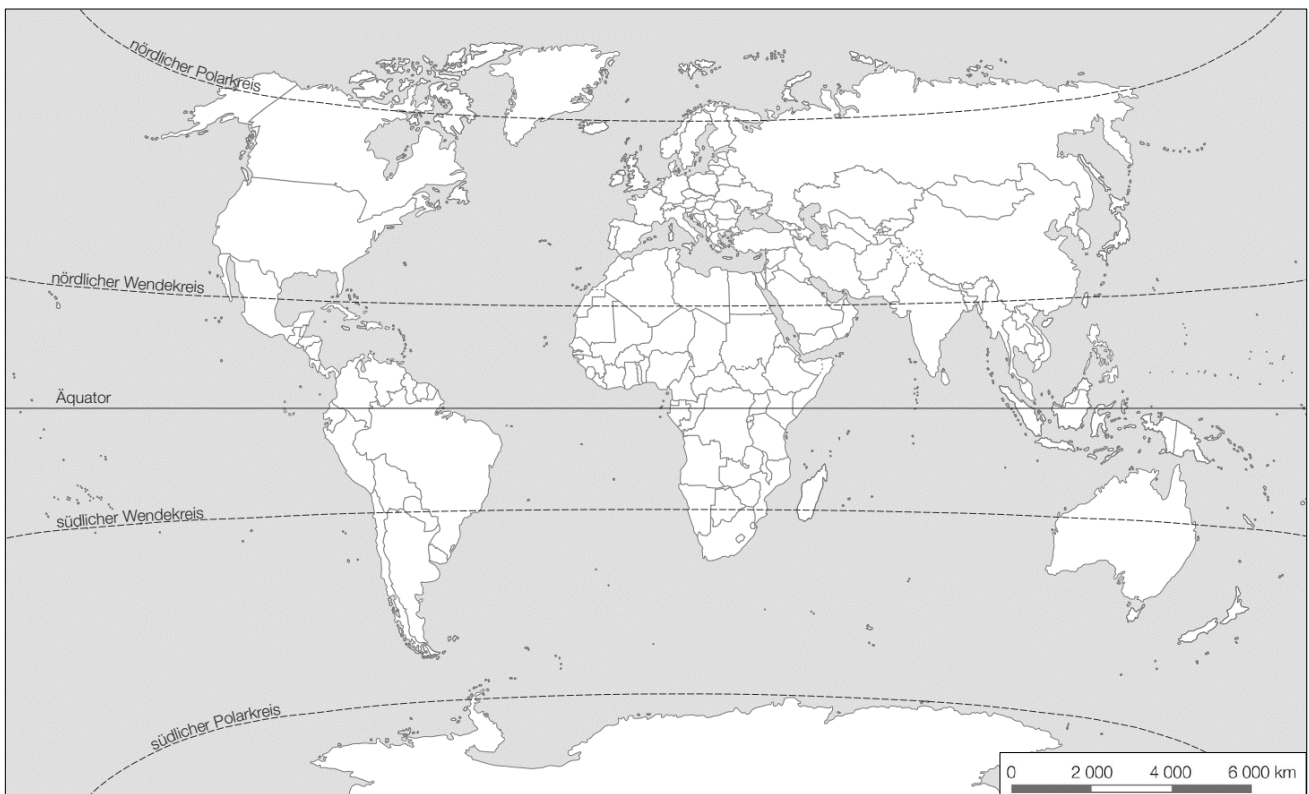 nördlicher Polarkreis
nördlicher Wendekreis
Äquator
südlicher Wendekreis
südlicher Polarkreis
0 2 000 4 000 6 000 km